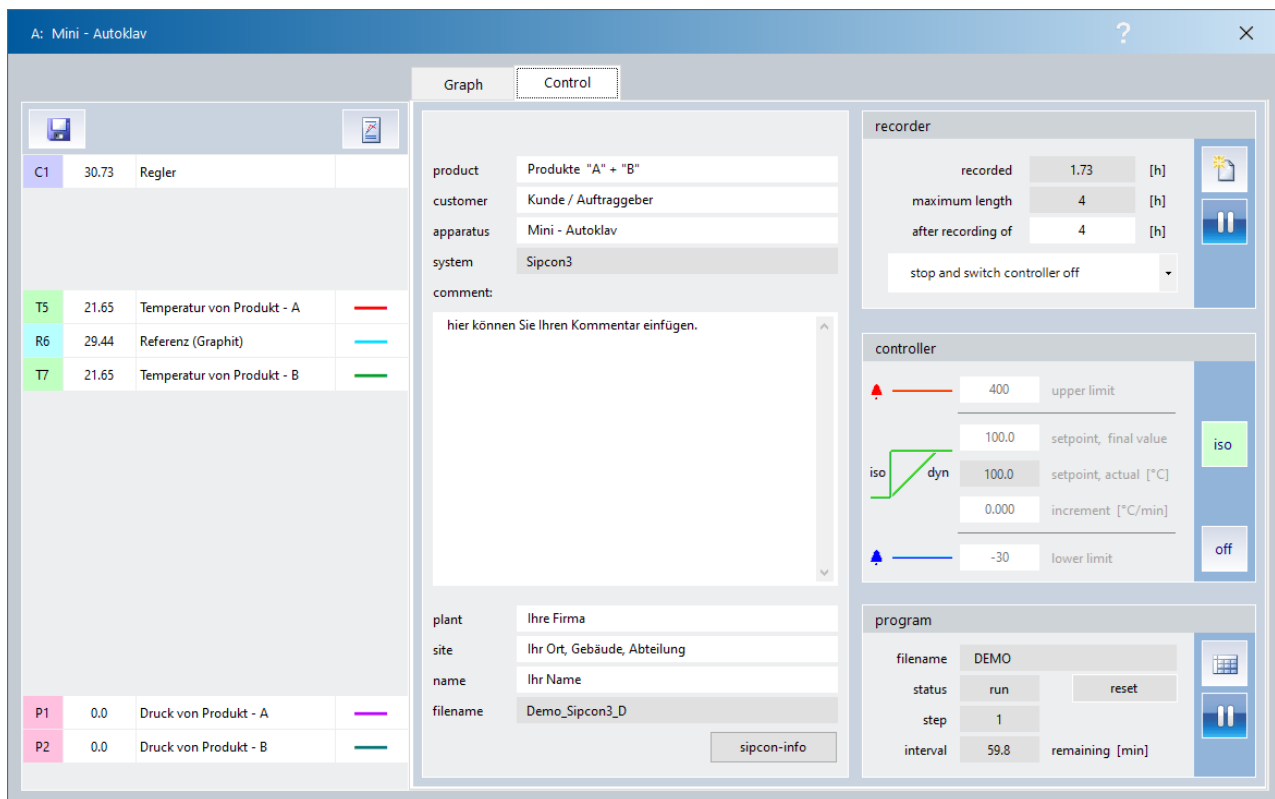 A: Mini - Autoklav
?
Graph
Control
C1 30.73 Regler
T5 21.65 Temperatur von Produkt - A
R6 29.44 Referenz (Graphit)
T7 21.65 Temperatur von Produkt - B
P1 0.0 Druck von Produkt - A
P2 0.0 Druck von Produkt - B
product Produkte "A" + "B"
customer Kunde / Auftraggeber
apparatus Mini - Autoklav
system Sipcon3
comment:
hier können Sie Ihren Kommentar einfügen.
plant Ihre Firma
site Ihr Ort, Gebäude, Abteilung
name Ihr Name
filename Demo_Sipcon3_D
sipcon-info
recorder
recorded 1.73 [h]
maximum length 4 [h]
after recording of 4 [h]
stop and switch controller off
controller
400 upper limit
100.0 setpoint, final value
iso dyn 100.0 setpoint, actual [°C]
0.000 increment [°C/min]
-30 lower limit
iso
off
program
filename DEMO
status run reset
step 1
interval 59.8 remaining [min]